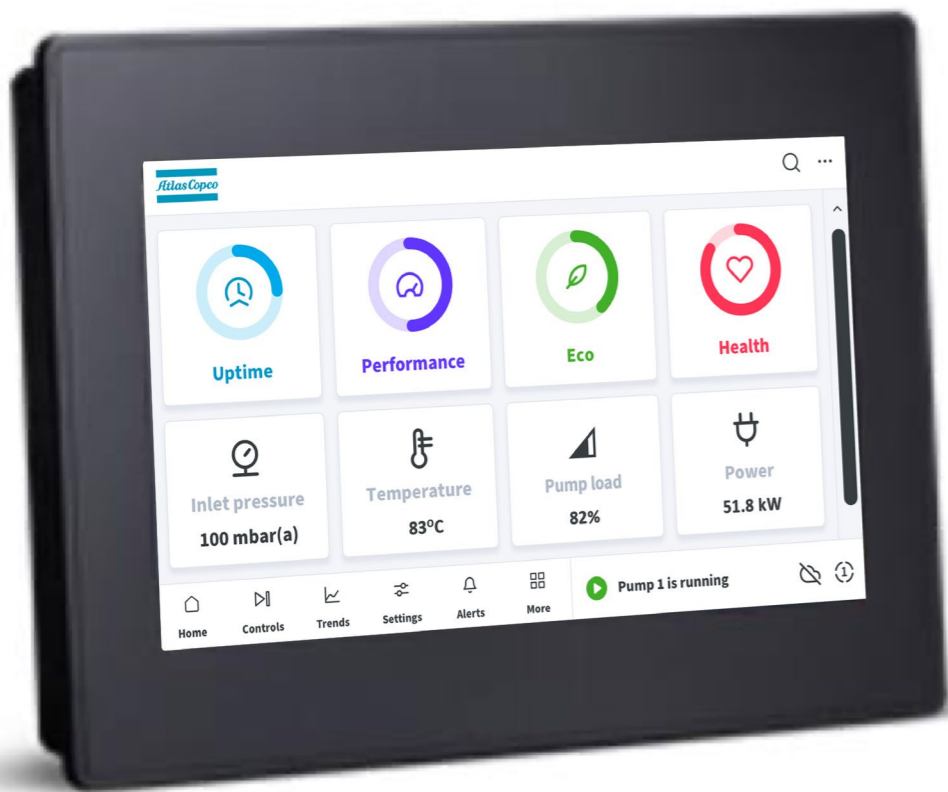 Atlas Copco
Uptime
Performance
Eco
Health
Inlet pressure
100 mbar(a)
Temperature
83°C
Pump load
82%
Power
51.8 kW
Home
Controls
Trends
Settings
Alerts
More
Pump 1 is running
1